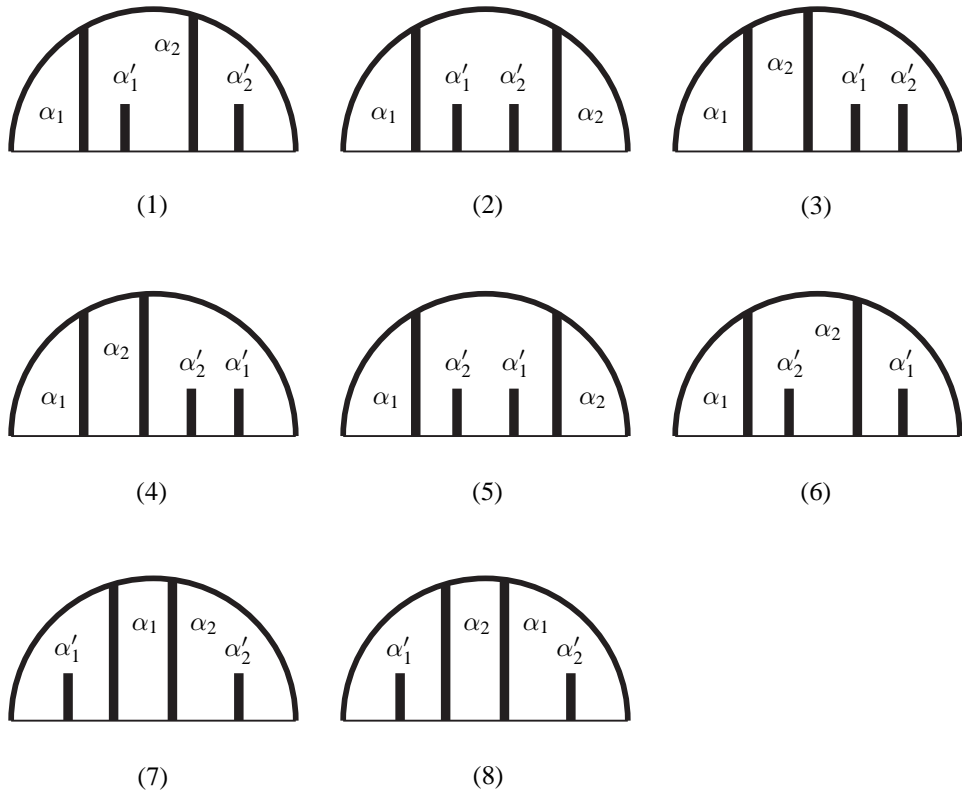 α₂
α′₁ α′₂
α₁
(1)
α′₁ α′₂
α₁ α₂
(2)
α₂ α′₁ α′₂
α₁
(3)
α₂ α′₂ α′₁
α₁
(4)
α′₂ α′₁
α₁ α₂
(5)
α₂
α′₂ α′₁
α₁
(6)
α₁ α₂
α′₁ α′₂
(7)
α₂ α₁
α′₁ α′₂
(8)